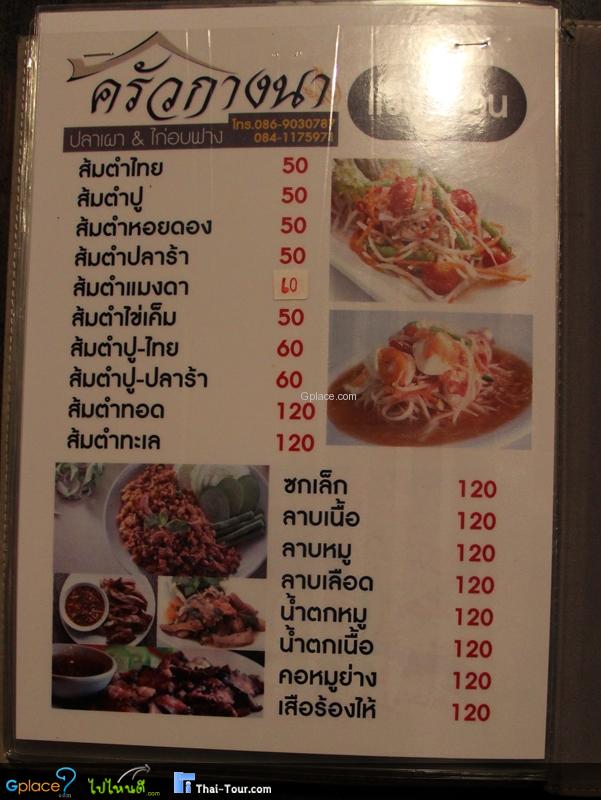 ครัวกางนา
ปลาเผา & ไก่อบฟาง
โทร.086-9030787
084-1175971
ส้มตำไทย 50
ส้มตำปู 50
ส้มตำหอยดอง 50
ส้มตำปลาร้า 50
ส้มตำแมงดา 60
ส้มตำไข่เค็ม 50
ส้มตำปู-ไทย 60
ส้มตำปู-ปลาร้า 60
ส้มตำทอด 120
ส้มตำทะเล 120
ซกเล็ก 120
ลาบเนื้อ 120
ลาบหมู 120
ลาบเลือด 120
น้ำตกหมู 120
น้ำตกเนื้อ 120
คอหมูย่าง 120
เสือร้องไห้ 120
Gplace.com
Gplace ไปไหนดี.com Thai-Tour.com